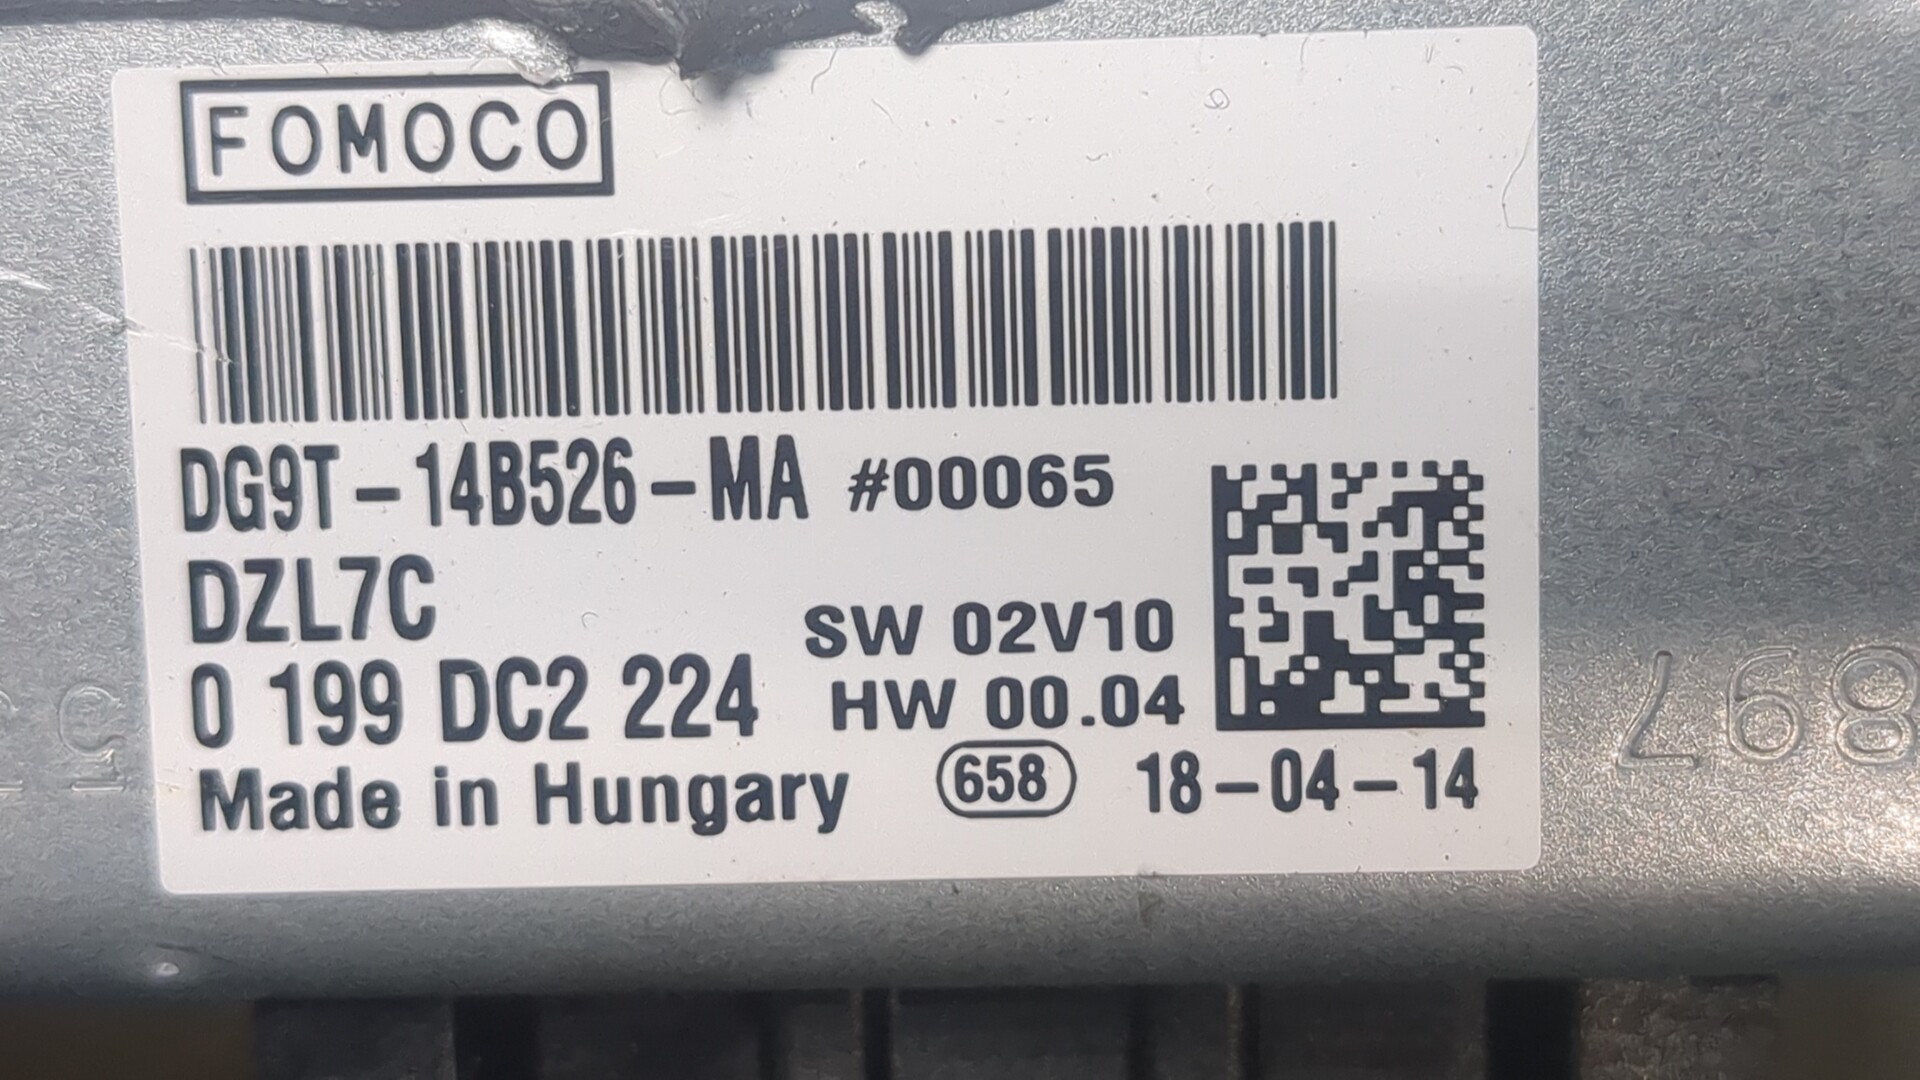 FOMOCO
DG9T-14B526-MA #00065
DZL7C
SW 02V10
0 199 DC2 224
HW 00.04
Made in Hungary
658
18-04-14